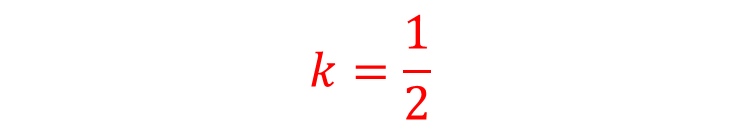 k = 1/2